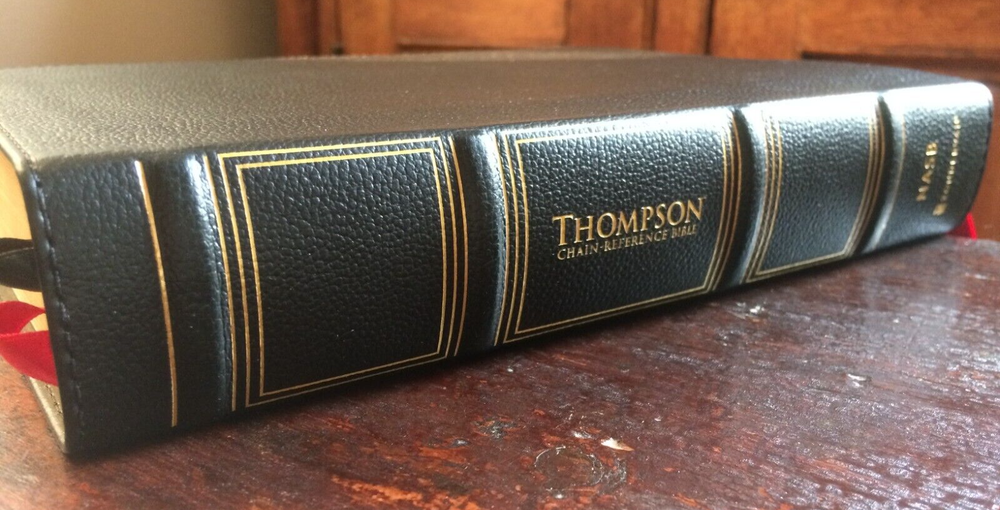 THOMPSON
CHAIN-REFERENCE BIBLE
NASB